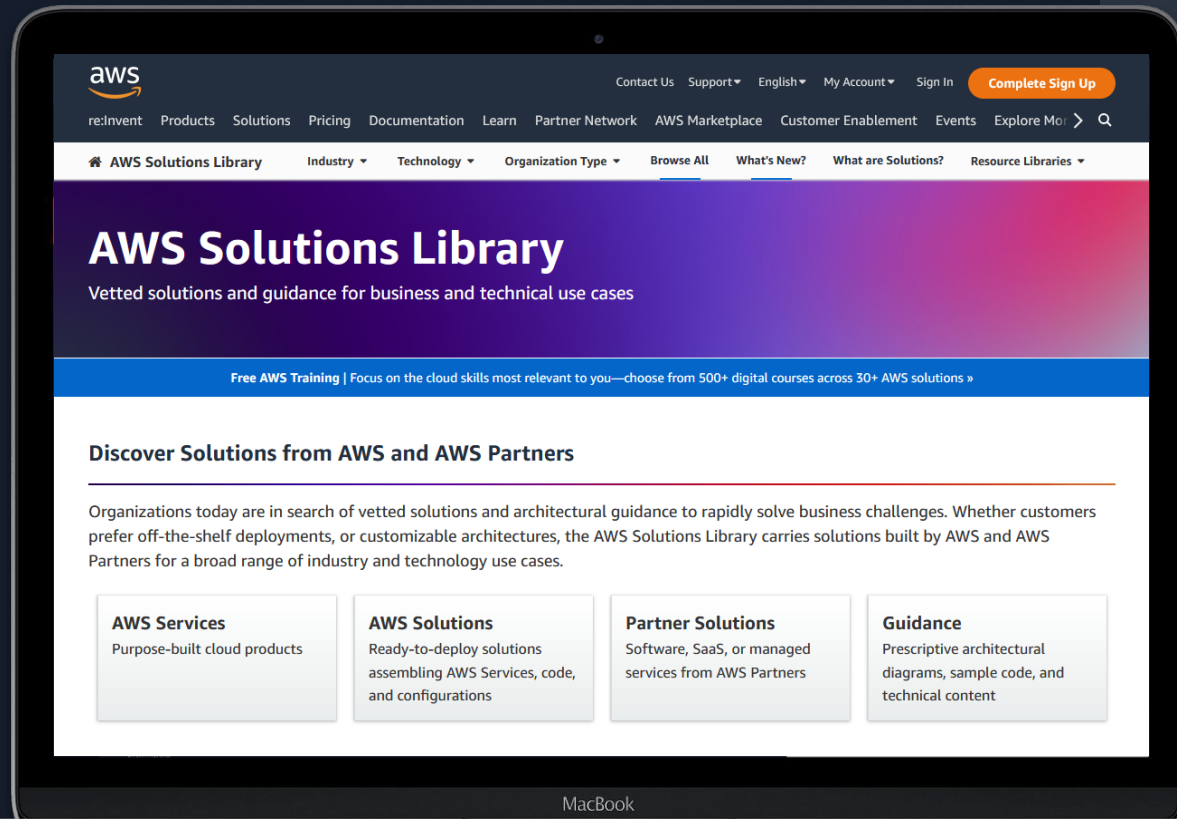 aws
Contact Us Support English My Account Sign In Complete Sign Up
re:Invent Products Solutions Pricing Documentation Learn Partner Network AWS Marketplace Customer Enablement Events Explore Mor
AWS Solutions Library Industry Technology Organization Type Browse All What's New? What are Solutions? Resource Libraries
AWS Solutions Library
Vetted solutions and guidance for business and technical use cases
Free AWS Training | Focus on the cloud skills most relevant to you—choose from 500+ digital courses across 30+ AWS solutions »
Discover Solutions from AWS and AWS Partners
Organizations today are in search of vetted solutions and architectural guidance to rapidly solve business challenges. Whether customers
prefer off-the-shelf deployments, or customizable architectures, the AWS Solutions Library carries solutions built by AWS and AWS
Partners for a broad range of industry and technology use cases.
AWS Services
Purpose-built cloud products
AWS Solutions
Ready-to-deploy solutions
assembling AWS Services, code,
and configurations
Partner Solutions
Software, SaaS, or managed
services from AWS Partners
Guidance
Prescriptive architectural
diagrams, sample code, and
technical content
MacBook